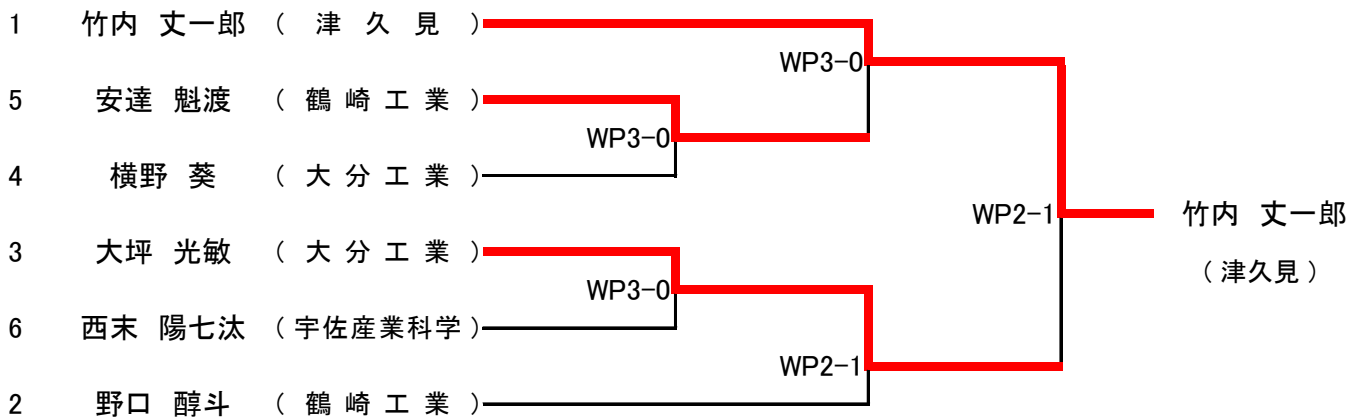 1 竹内 丈一郎 ( 津 久 見 )
WP3-0
5 安達 魁渡 ( 鶴 崎 工 業 )
WP3-0
4 横野 葵 ( 大 分 工 業 )
WP2-1 竹内 丈一郎
3 大坪 光敏 ( 大 分 工 業 )
( 津久見 )
WP3-0
6 西末 陽七汰 ( 宇佐産業科学 )
WP2-1
2 野口 醇斗 ( 鶴 崎 工 業 )